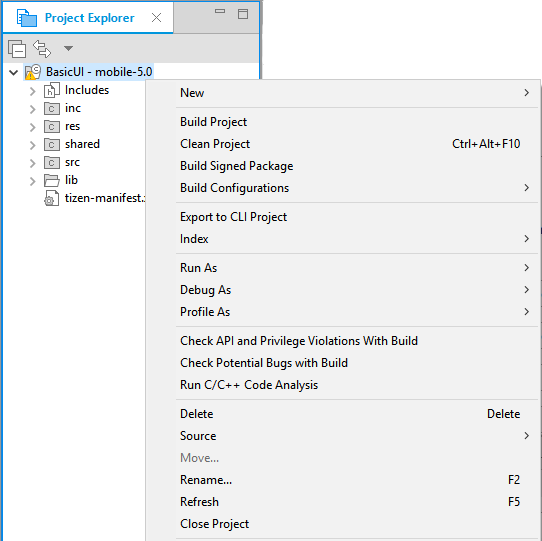 Project Explorer
BasicUI - mobile-5.0
Includes
inc
res
shared
src
lib
tizen-manifest.
New
Build Project
Clean Project Ctrl+Alt+F10
Build Signed Package
Build Configurations
Export to CLI Project
Index
Run As
Debug As
Profile As
Check API and Privilege Violations With Build
Check Potential Bugs with Build
Run C/C++ Code Analysis
Delete Delete
Source
Move...
Rename... F2
Refresh F5
Close Project